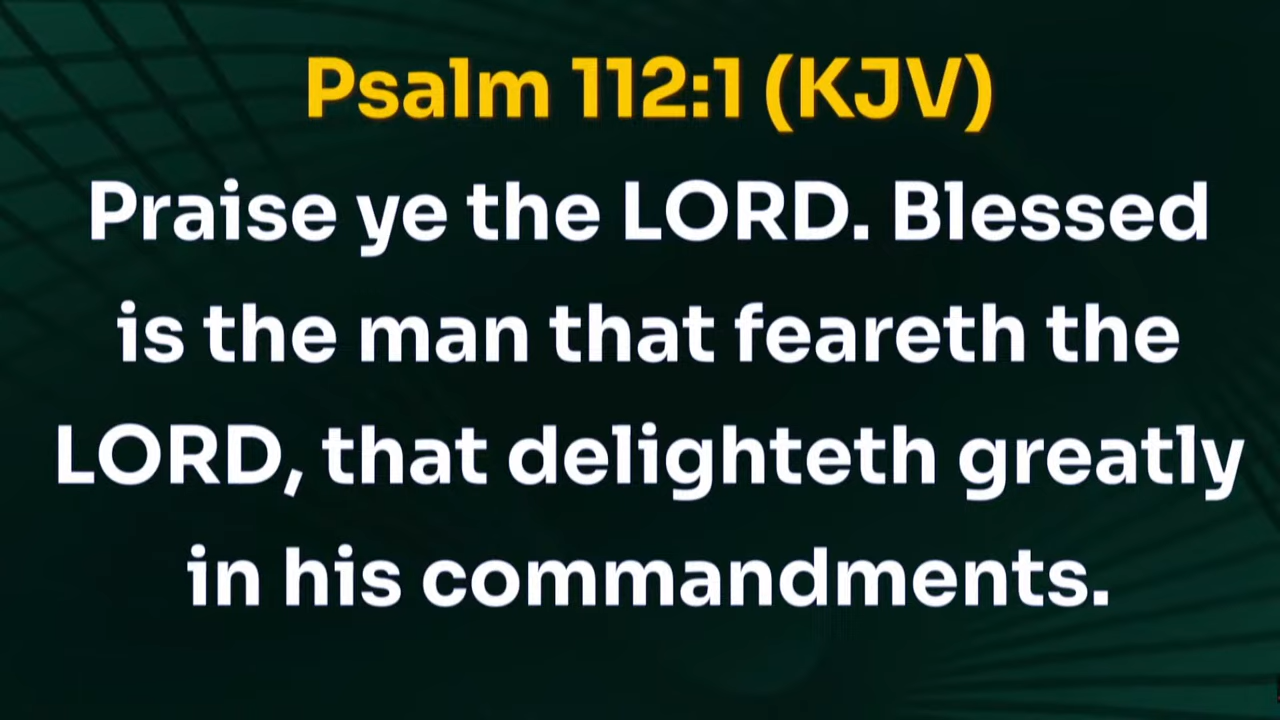 Psalm 112:1 (KJV)
Praise ye the LORD. Blessed
is the man that feareth the
LORD, that delighteth greatly
in his commandments.